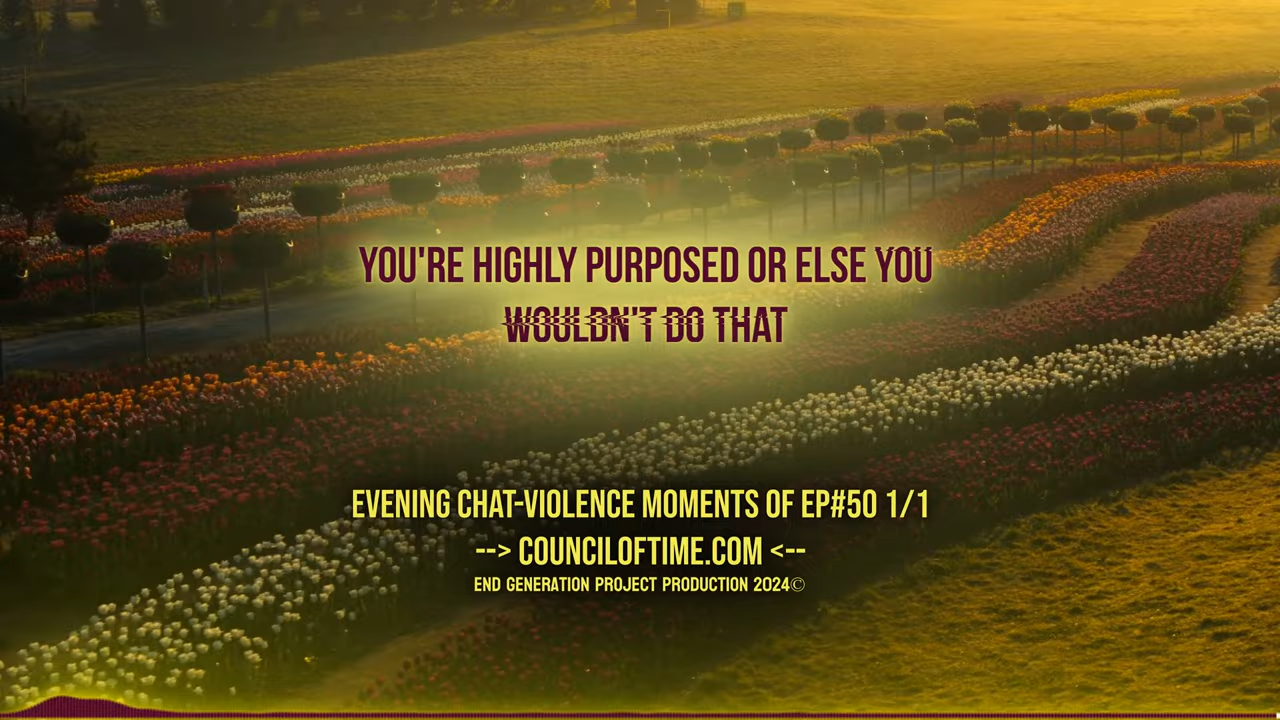 YOU'RE HIGHLY PURPOSED OR ELSE YOU
WOULDN'T DO THAT
EVENING CHAT-VIOLENCE MOMENTS OF EP#50 1/1
--> COUNCILOFTIME.COM <--
END GENERATION PROJECT PRODUCTION 2024©